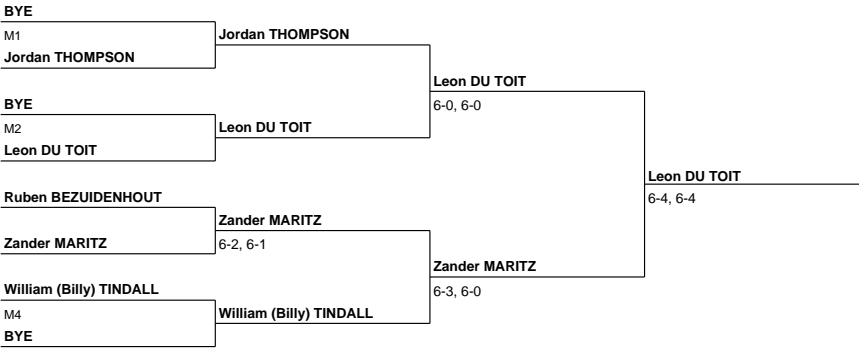 BYE
M1
Jordan THOMPSON
BYE
M2
Leon DU TOIT
Ruben BEZUIDENHOUT
Zander MARITZ
William (Billy) TINDALL
M4
BYE
Jordan THOMPSON
Leon DU TOIT
Zander MARITZ
6-2, 6-1
William (Billy) TINDALL
Leon DU TOIT
6-0, 6-0
Zander MARITZ
6-3, 6-0
Leon DU TOIT
6-4, 6-4